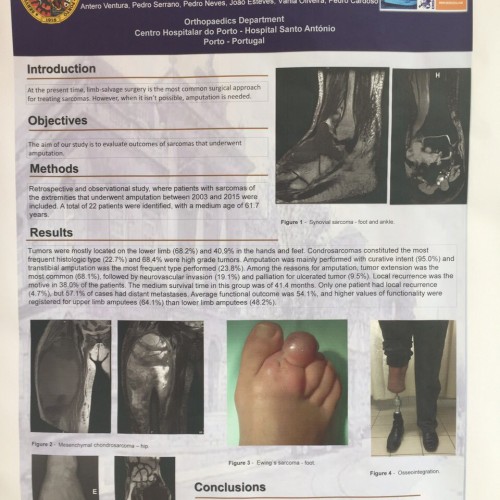 Antero Ventura, Pedro Serrano, Pedro Neves, João Esteves, Vânia Oliveira, Pedro Cardoso
Orthopaedics Department
Centro Hospitalar do Porto - Hospital Santo António
Porto - Portugal
Introduction
At the present time, limb-salvage surgery is the most common surgical approach
for treating sarcomas. However, when it isn't possible, amputation is needed.
Objectives
The aim of our study is to evaluate outcomes of sarcomas that underwent
amputation.
Methods
Retrospective and observational study, where patients with sarcomas of
the extremities that underwent amputation between 2003 and 2015 were
included. A total of 22 patients were identified, with a medium age of 61.7
years.
H
Figure 1 - Synovial sarcoma - foot and ankle.
Results
Tumors were mostly located on the lower limb (68.2%) and 40.9% in the hands and feet. Condrosarcomas constituted the most
frequent histologic type (22.7%) and 68.4% were high grade tumors. Amputation was mainly performed with curative intent (95.0%) and
transtibial amputation was the most frequent type performed (23.8%). Among the reasons for amputation, tumor extension was the
most common (68.1%), followed by neurovascular invasion (19.1%) and palliation for ulcerated tumor (9.5%). Local recurrence was the
motive in 38.0% of the patients. The medium survival time in this group was of 41.4 months. Only one patient had local recurrence
(4.7%), but 57.1% of cases had distant metastases. Average functional outcome was 54.1%, and higher values of functionality were
registered for upper limb amputees (64.1%) than lower limb amputees (48.2%).
Figure 2 - Mesenchymal chondrosarcoma - hip.
Figure 3 - Ewing's sarcoma - foot.
Figure 4 - Osseointegration.
E
Conclusions